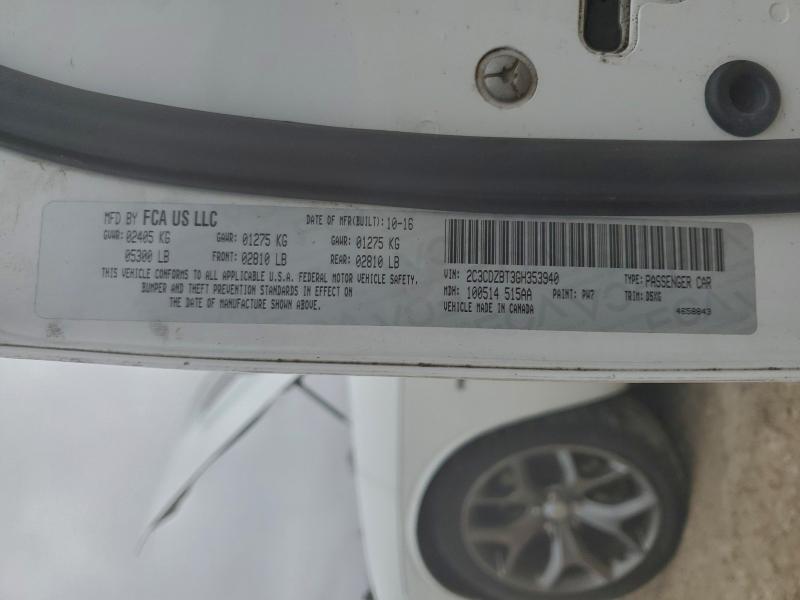 MFD BY FCA US LLC
DATE OF MFR(BUILT): 10-16
GVWR: 02405 KG GAWR: 01275 KG GAWR: 01275 KG
05300 LB FRONT: 02810 LB REAR: 02810 LB
THIS VEHICLE CONFORMS TO ALL APPLICABLE U.S.A. FEDERAL MOTOR VEHICLE SAFETY,
BUMPER AND THEFT PREVENTION STANDARDS IN EFFECT ON
THE DATE OF MANUFACTURE SHOWN ABOVE.
VIN: 2C3CDZBT3GH353940 TYPE: PASSENGER CAR
MDH: 100514 515AA PAINT: PW7 TRIM: D5XG
VEHICLE MADE IN CANADA 4658843